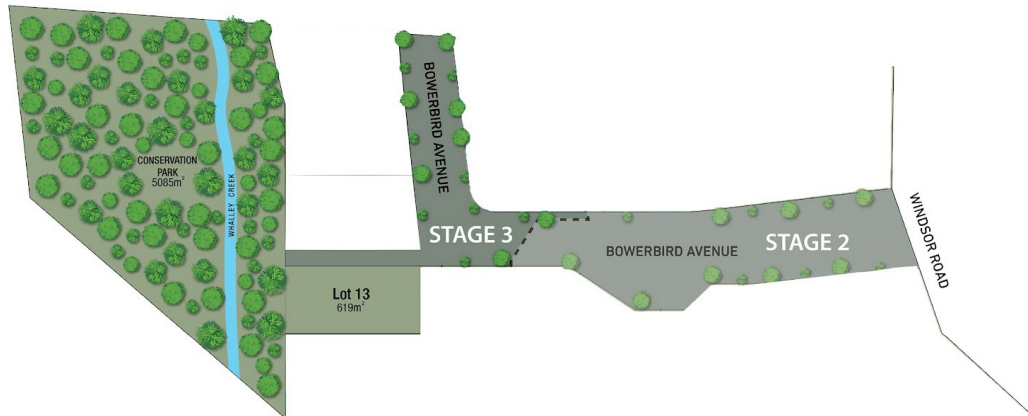 CONSERVATION
PARK
5085m²
WHALLEY CREEK
BOWERBIRD AVENUE
STAGE 3
BOWERBIRD AVENUE
STAGE 2
WINDSOR ROAD
Lot 13
619m²